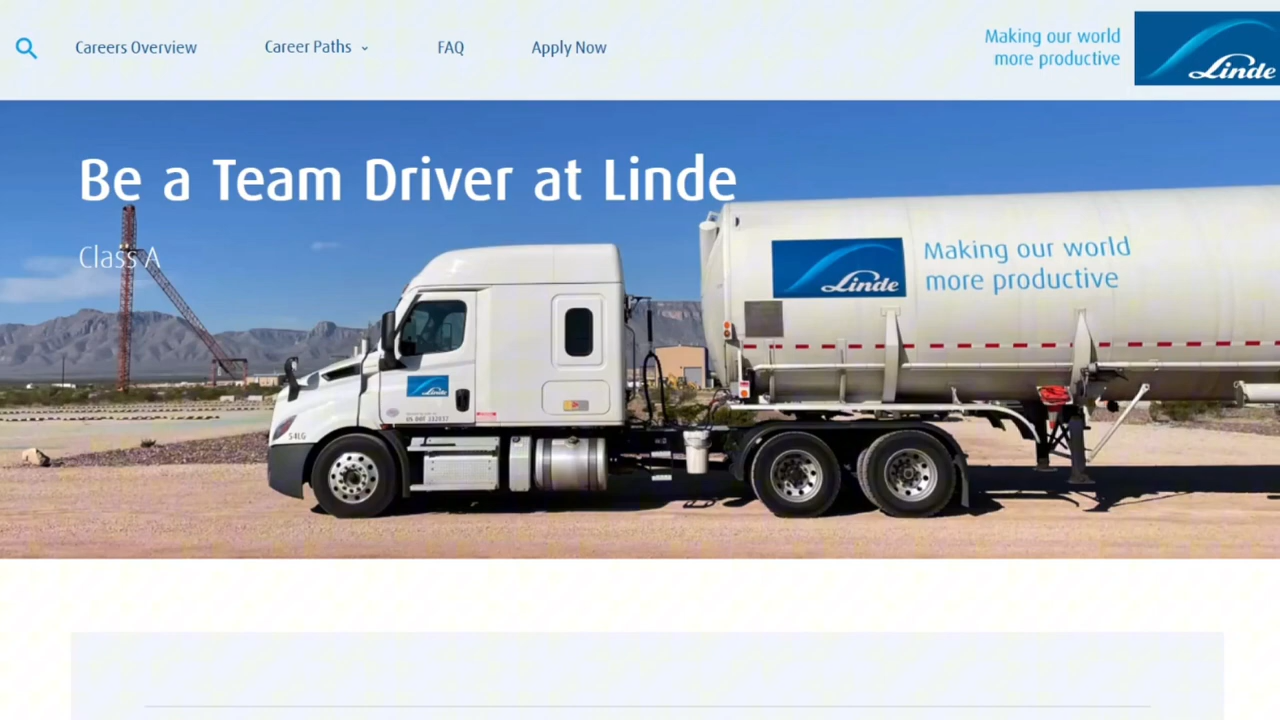 Careers Overview
Career Paths
FAQ
Apply Now
Making our world
more productive
Linde
Be a Team Driver at Linde
Class A
Linde
Making our world
more productive
Linde
54LG